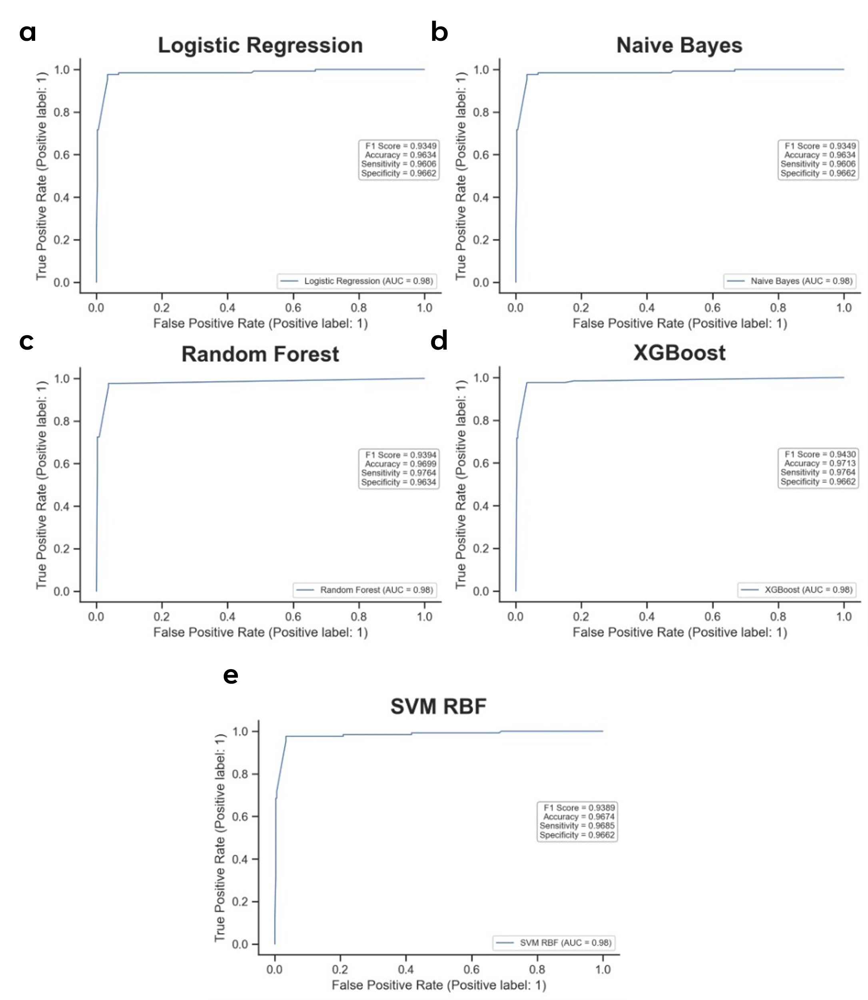 a
Logistic Regression
True Positive Rate (Positive label: 1)
1.0
0.8
0.6
0.4
0.2
0.0
F1 Score = 0.9349
Accuracy = 0.9634
Sensitivity = 0.9606
Specificity = 0.9662
Logistic Regression (AUC = 0.98)
0.0 0.2 0.4 0.6 0.8 1.0
False Positive Rate (Positive label: 1)
b
Naive Bayes
True Positive Rate (Positive label: 1)
1.0
0.8
0.6
0.4
0.2
0.0
F1 Score = 0.9349
Accuracy = 0.9634
Sensitivity = 0.9606
Specificity = 0.9662
Naive Bayes (AUC = 0.98)
0.0 0.2 0.4 0.6 0.8 1.0
False Positive Rate (Positive label: 1)
c
Random Forest
True Positive Rate (Positive label: 1)
1.0
0.8
0.6
0.4
0.2
0.0
F1 Score = 0.9394
Accuracy = 0.9699
Sensitivity = 0.9764
Specificity = 0.9634
Random Forest (AUC = 0.98)
0.0 0.2 0.4 0.6 0.8 1.0
False Positive Rate (Positive label: 1)
d
XGBoost
True Positive Rate (Positive label: 1)
1.0
0.8
0.6
0.4
0.2
0.0
F1 Score = 0.9430
Accuracy = 0.9713
Sensitivity = 0.9764
Specificity = 0.9662
XGBoost (AUC = 0.98)
0.0 0.2 0.4 0.6 0.8 1.0
False Positive Rate (Positive label: 1)
e
SVM RBF
True Positive Rate (Positive label: 1)
1.0
0.8
0.6
0.4
0.2
0.0
F1 Score = 0.9389
Accuracy = 0.9674
Sensitivity = 0.9685
Specificity = 0.9662
SVM RBF (AUC = 0.98)
0.0 0.2 0.4 0.6 0.8 1.0
False Positive Rate (Positive label: 1)